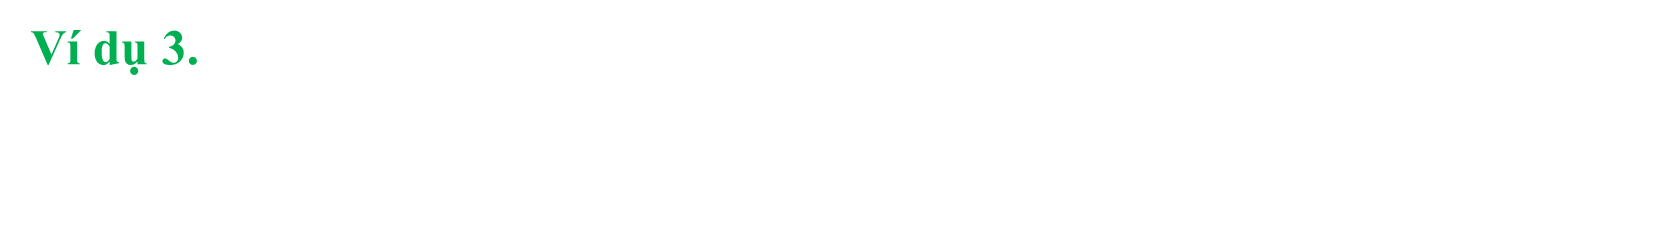 Ví dụ 3.